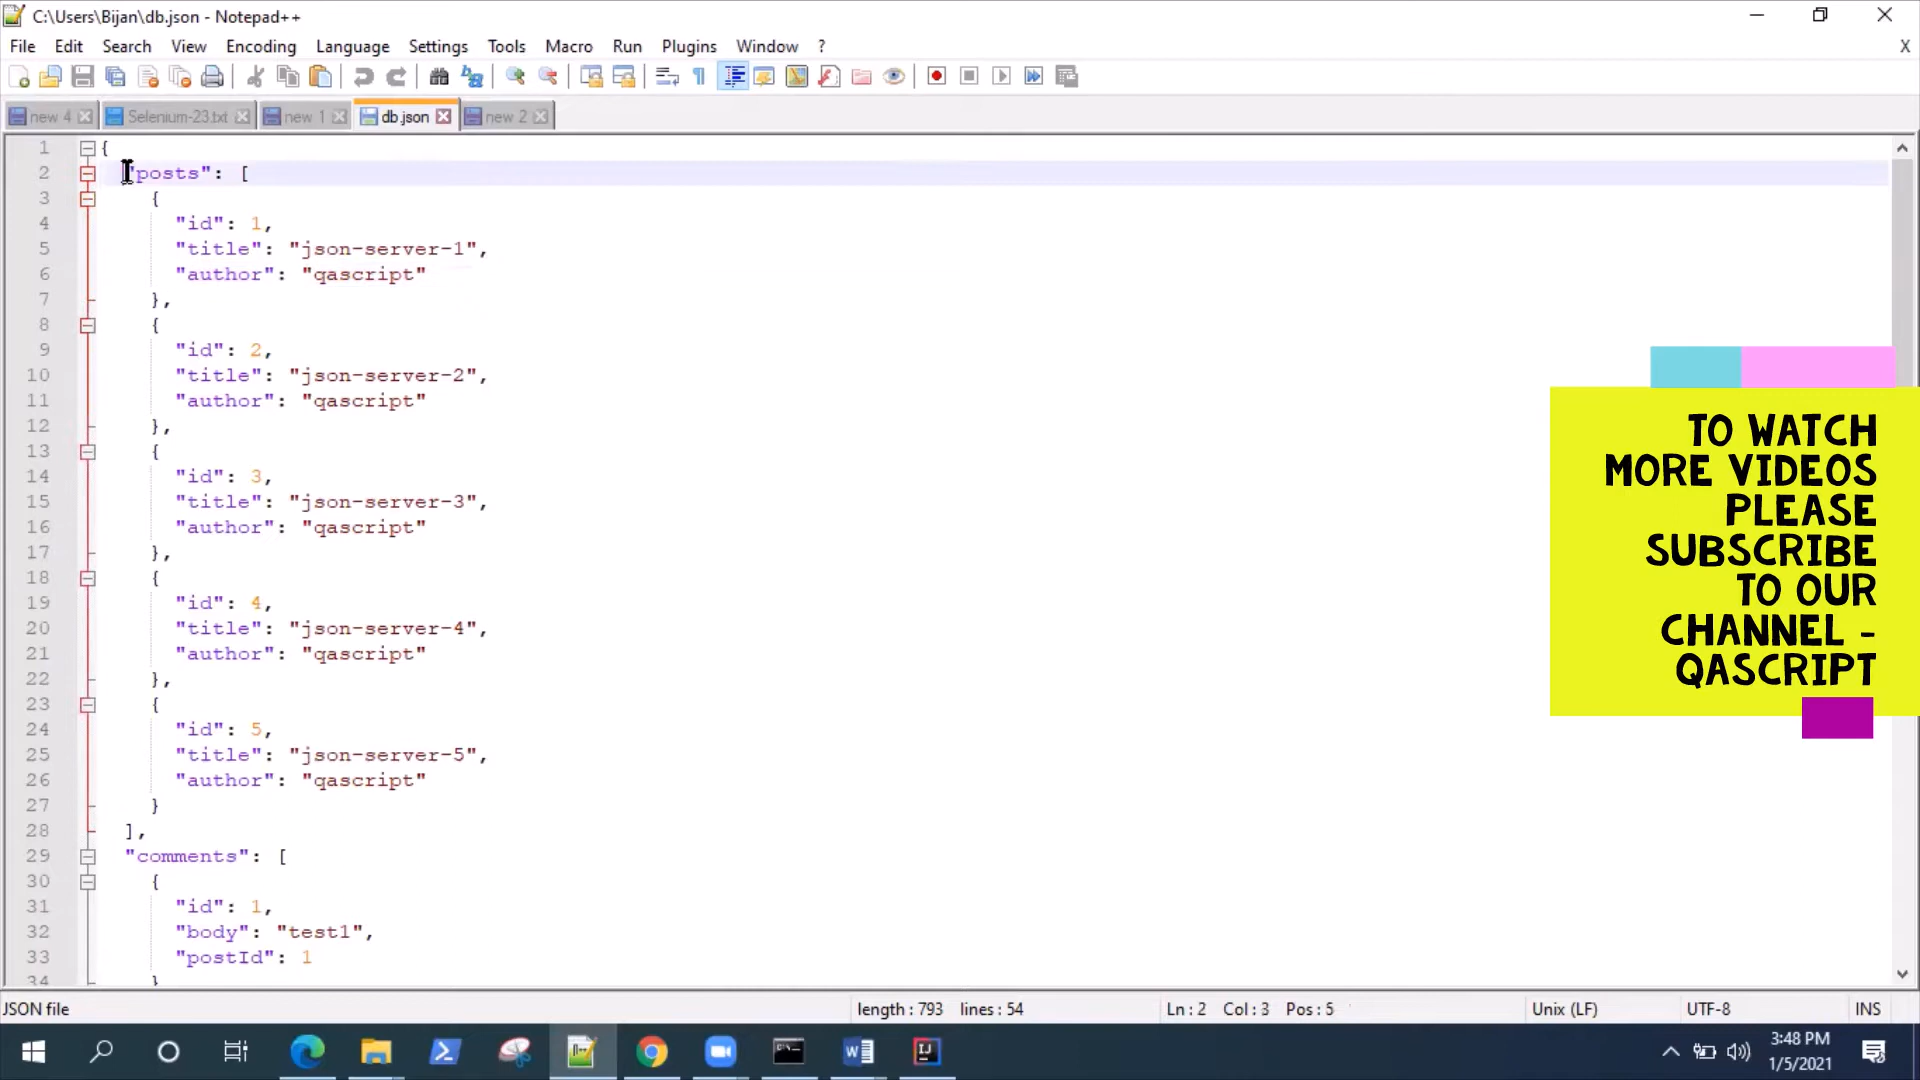 C:\Users\Bijan\db.json - Notepad++
File Edit Search View Encoding Language Settings Tools Macro Run Plugins Window ? X
new 4 Selenium-23.txt new 1 db.json new 2
1 {
2 "posts": [
3 {
4 "id": 1,
5 "title": "json-server-1",
6 "author": "qascript"
7 },
8 {
9 "id": 2,
10 "title": "json-server-2",
11 "author": "qascript"
12 },
13 {
14 "id": 3,
15 "title": "json-server-3",
16 "author": "qascript"
17 },
18 {
19 "id": 4,
20 "title": "json-server-4",
21 "author": "qascript"
22 },
23 {
24 "id": 5,
25 "title": "json-server-5",
26 "author": "qascript"
27 }
28 ],
29 "comments": [
30 {
31 "id": 1,
32 "body": "test1",
33 "postId": 1
34 }
TO WATCH
MORE VIDEOS
PLEASE
SUBSCRIBE
TO OUR
CHANNEL -
QASCRIPT
JSON file length : 793 lines : 54 Ln : 2 Col : 3 Pos : 5 Unix (LF) UTF-8 INS
3:48 PM
1/5/2021